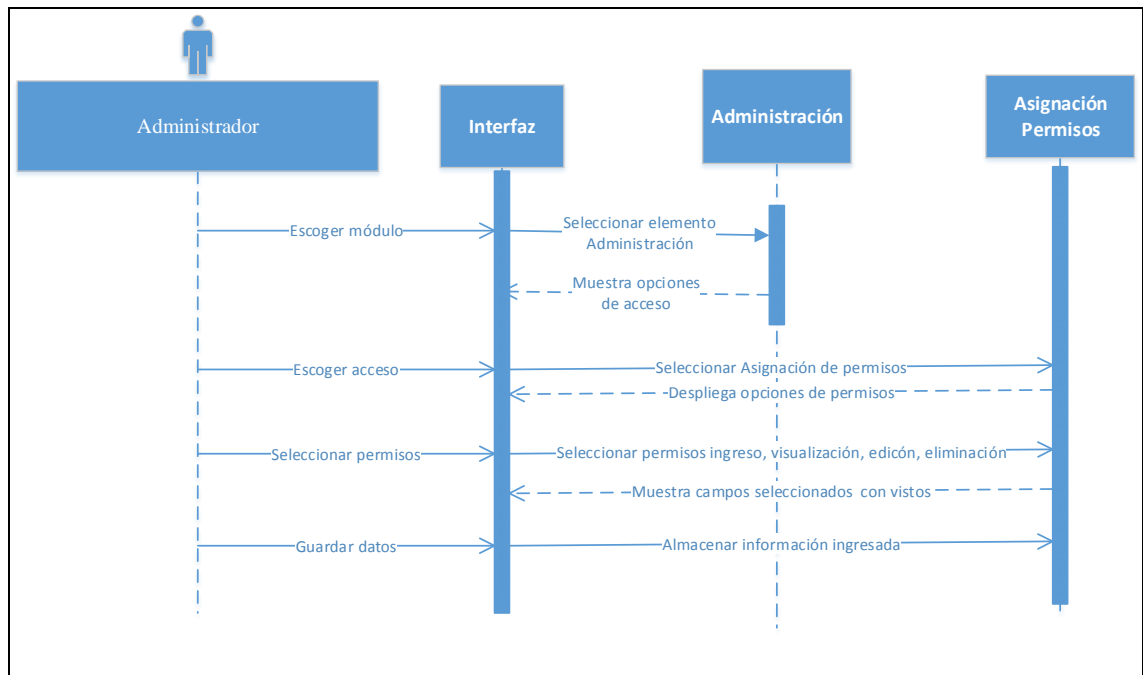 Administrador
Interfaz
Administración
Asignación
Permisos
Escoger módulo
Seleccionar elemento
Administración
Muestra opciones
de acceso
Escoger acceso
Seleccionar Asignación de permisos
Despliega opciones de permisos
Seleccionar permisos
Seleccionar permisos ingreso, visualización, edicón, eliminación
Muestra campos seleccionados con vistos
Guardar datos
Almacenar información ingresada